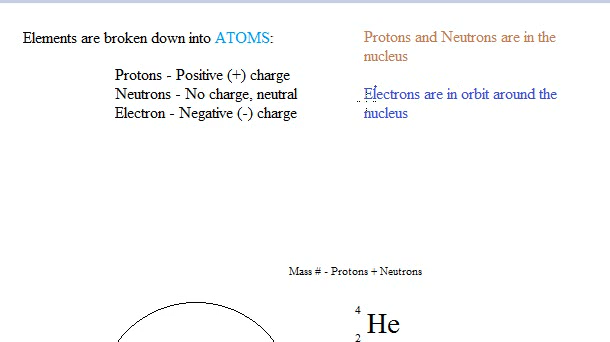 Elements are broken down into ATOMS:
Protons - Positive (+) charge
Neutrons - No charge, neutral
Electron - Negative (-) charge
Protons and Neutrons are in the
nucleus
Electrons are in orbit around the
nucleus
Mass # - Protons + Neutrons
4
He
2